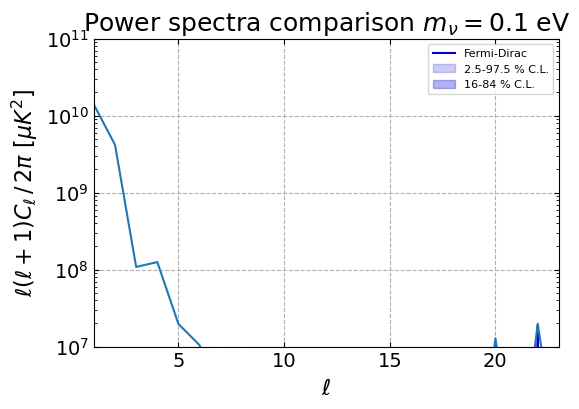 Power spectra comparison $m_\nu = 0.1$ eV
Fermi-Dirac
2.5-97.5 % C.L.
16-84 % C.L.
$\ell(\ell+1)C_\ell / 2\pi\ [\mu K^2]$
10^{11}
10^{10}
10^9
10^8
10^7
5 10 15 20
$\ell$